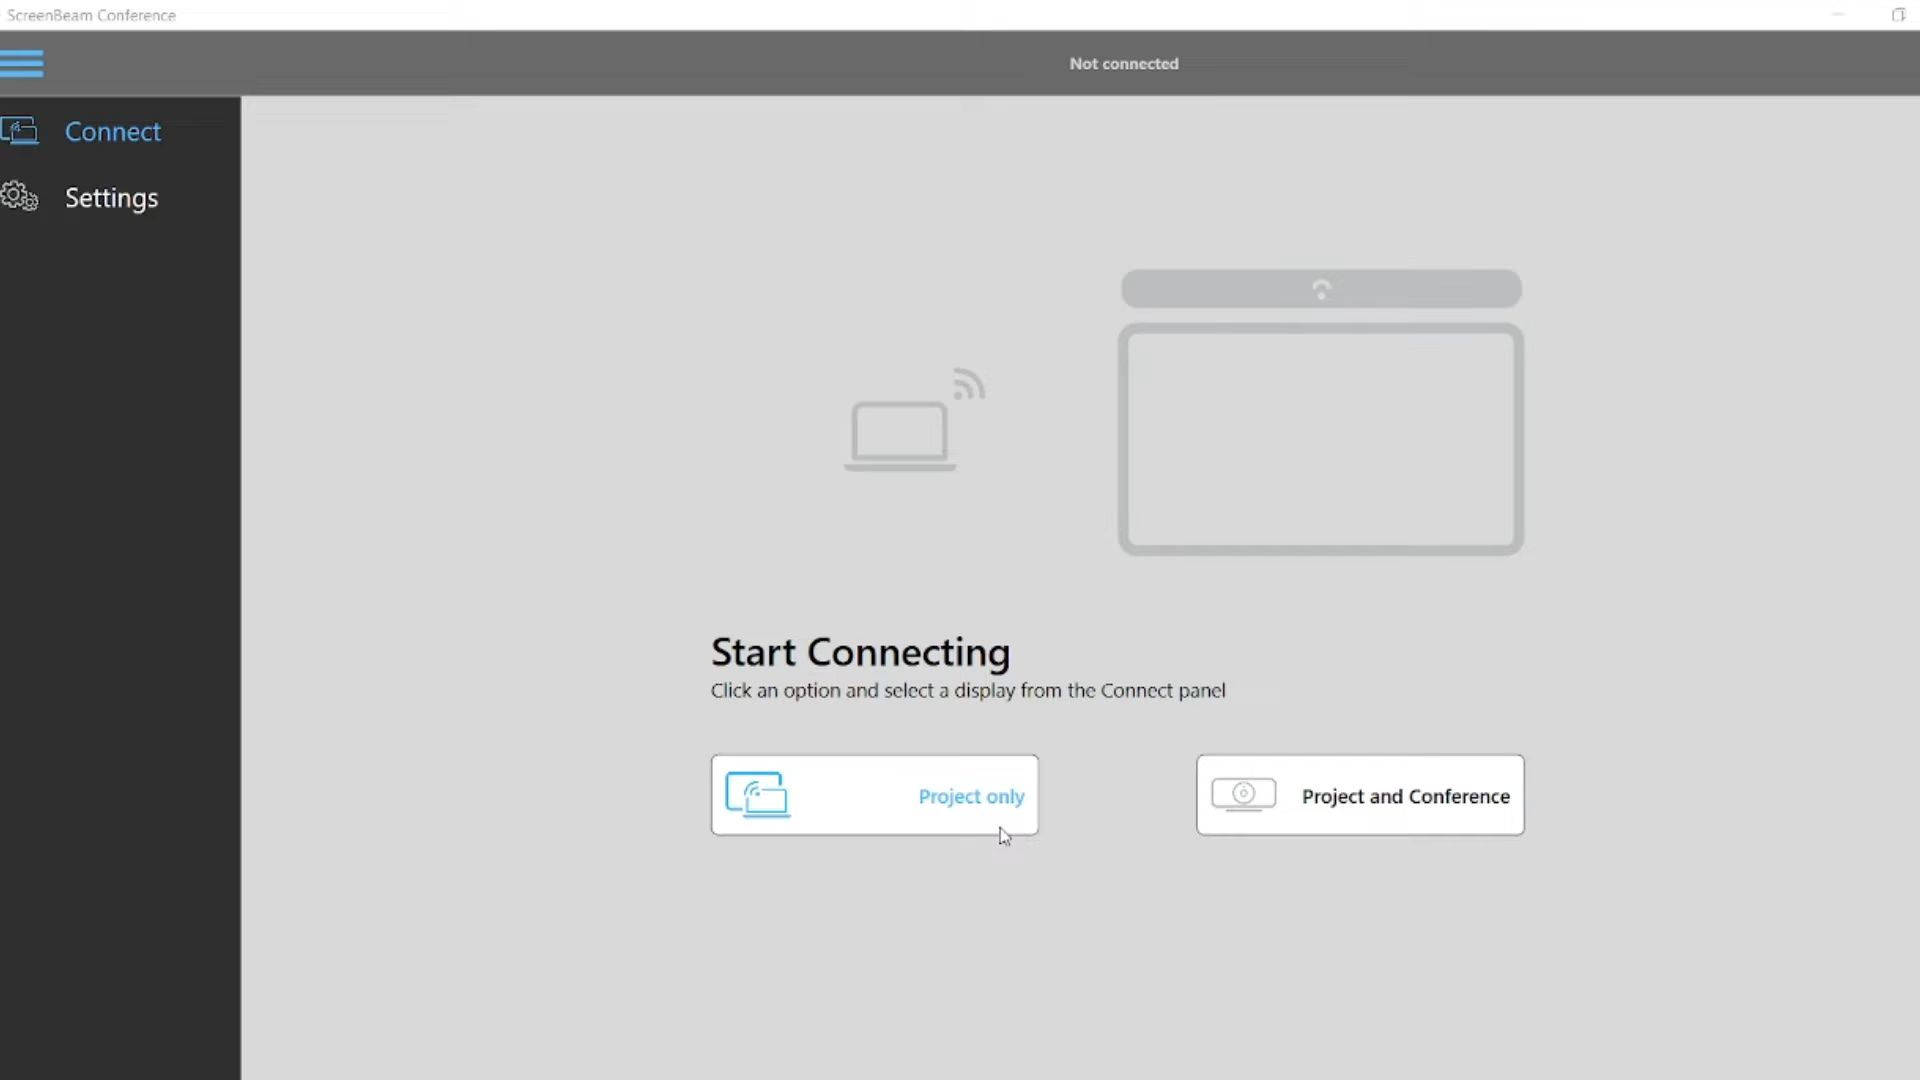 ScreenBeam Conference
Not connected
Connect
Settings
Start Connecting
Click an option and select a display from the Connect panel
Project only
Project and Conference